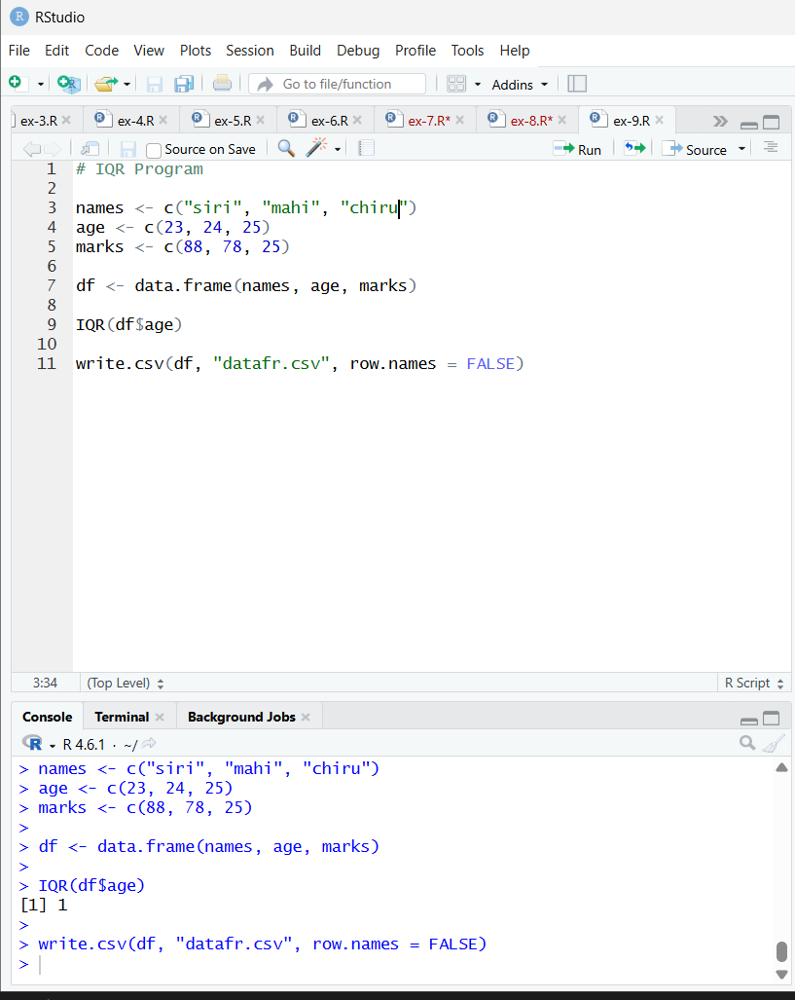 RStudio
File Edit Code View Plots Session Build Debug Profile Tools Help
Go to file/function Addins
ex-3.R ex-4.R ex-5.R ex-6.R ex-7.R* ex-8.R* ex-9.R
Source on Save Run Source
1 # IQR Program
2
3 names <- c("siri", "mahi", "chiru")
4 age <- c(23, 24, 25)
5 marks <- c(88, 78, 25)
6
7 df <- data.frame(names, age, marks)
8
9 IQR(df$age)
10
11 write.csv(df, "datafr.csv", row.names = FALSE)
3:34 (Top Level) R Script
Console Terminal Background Jobs
R 4.6.1 · ~/
> names <- c("siri", "mahi", "chiru")
> age <- c(23, 24, 25)
> marks <- c(88, 78, 25)
>
> df <- data.frame(names, age, marks)
>
> IQR(df$age)
[1] 1
>
> write.csv(df, "datafr.csv", row.names = FALSE)
>